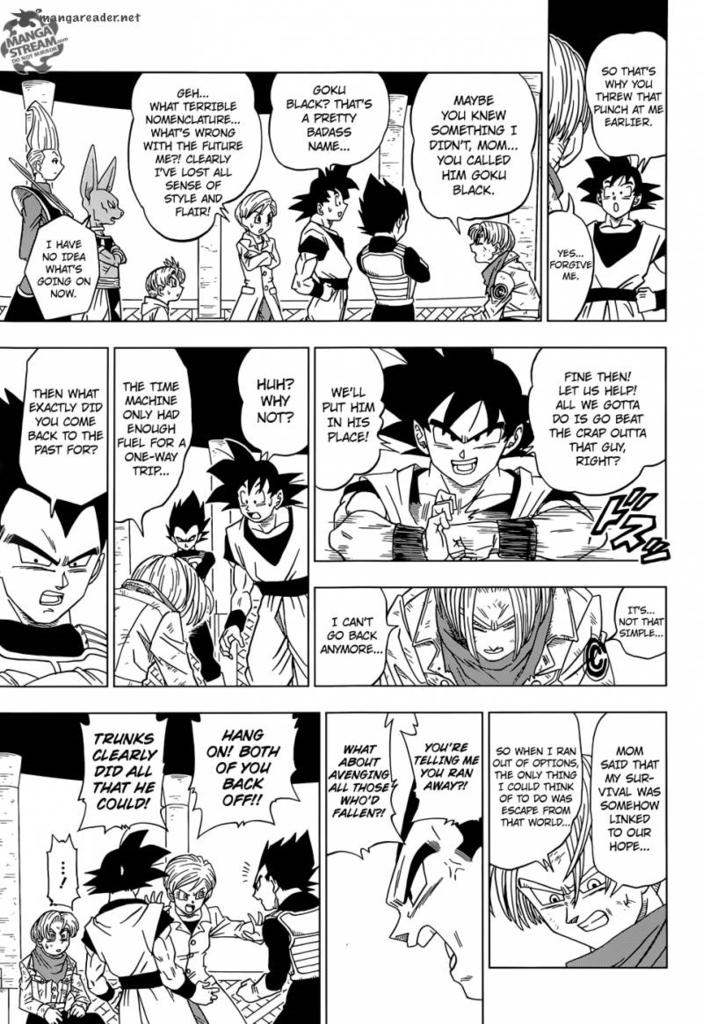 mangareader.net
MANGA
STREAM.com
DO NOT MIRROR
SO THAT'S
WHY YOU
THREW THAT
PUNCH AT ME
EARLIER.
YES...
FORGIVE
ME.
MAYBE
YOU KNEW
SOMETHING I
DIDN'T, MOM...
YOU CALLED
HIM GOKU
BLACK.
GOKU
BLACK? THAT'S
A PRETTY
BADASS
NAME...
GEH...
WHAT TERRIBLE
NOMENCLATURE...
WHAT'S WRONG
WITH THE FUTURE
ME?! CLEARLY
I'VE LOST ALL
SENSE OF
STYLE AND
FLAIR!
I HAVE
NO IDEA
WHAT'S
GOING ON
NOW.
FINE THEN!
LET US HELP!
ALL WE GOTTA
DO IS GO BEAT
THE CRAP OUTTA
THAT GUY,
RIGHT?
WE'LL
PUT HIM
IN HIS
PLACE!
IT'S...
NOT THAT
SIMPLE...
I CAN'T
GO BACK
ANYMORE...
HUH?
WHY
NOT?
THE TIME
MACHINE
ONLY HAD
ENOUGH
FUEL FOR A
ONE-WAY
TRIP...
THEN WHAT
EXACTLY DID
YOU COME
BACK TO THE
PAST FOR?
MOM
SAID THAT
MY SUR-
VIVAL WAS
SOMEHOW
LINKED
TO OUR
HOPE...
SO WHEN I RAN
OUT OF OPTIONS,
THE ONLY THING
I COULD THINK
OF TO DO WAS
ESCAPE FROM
THAT WORLD...
YOU'RE
TELLING ME
YOU RAN
AWAY?!
WHAT
ABOUT
AVENGING
ALL THOSE
WHO'D
FALLEN?!
HANG
ON! BOTH
OF YOU
BACK
OFF!!
TRUNKS
CLEARLY
DID ALL
THAT HE
COULD!
...!